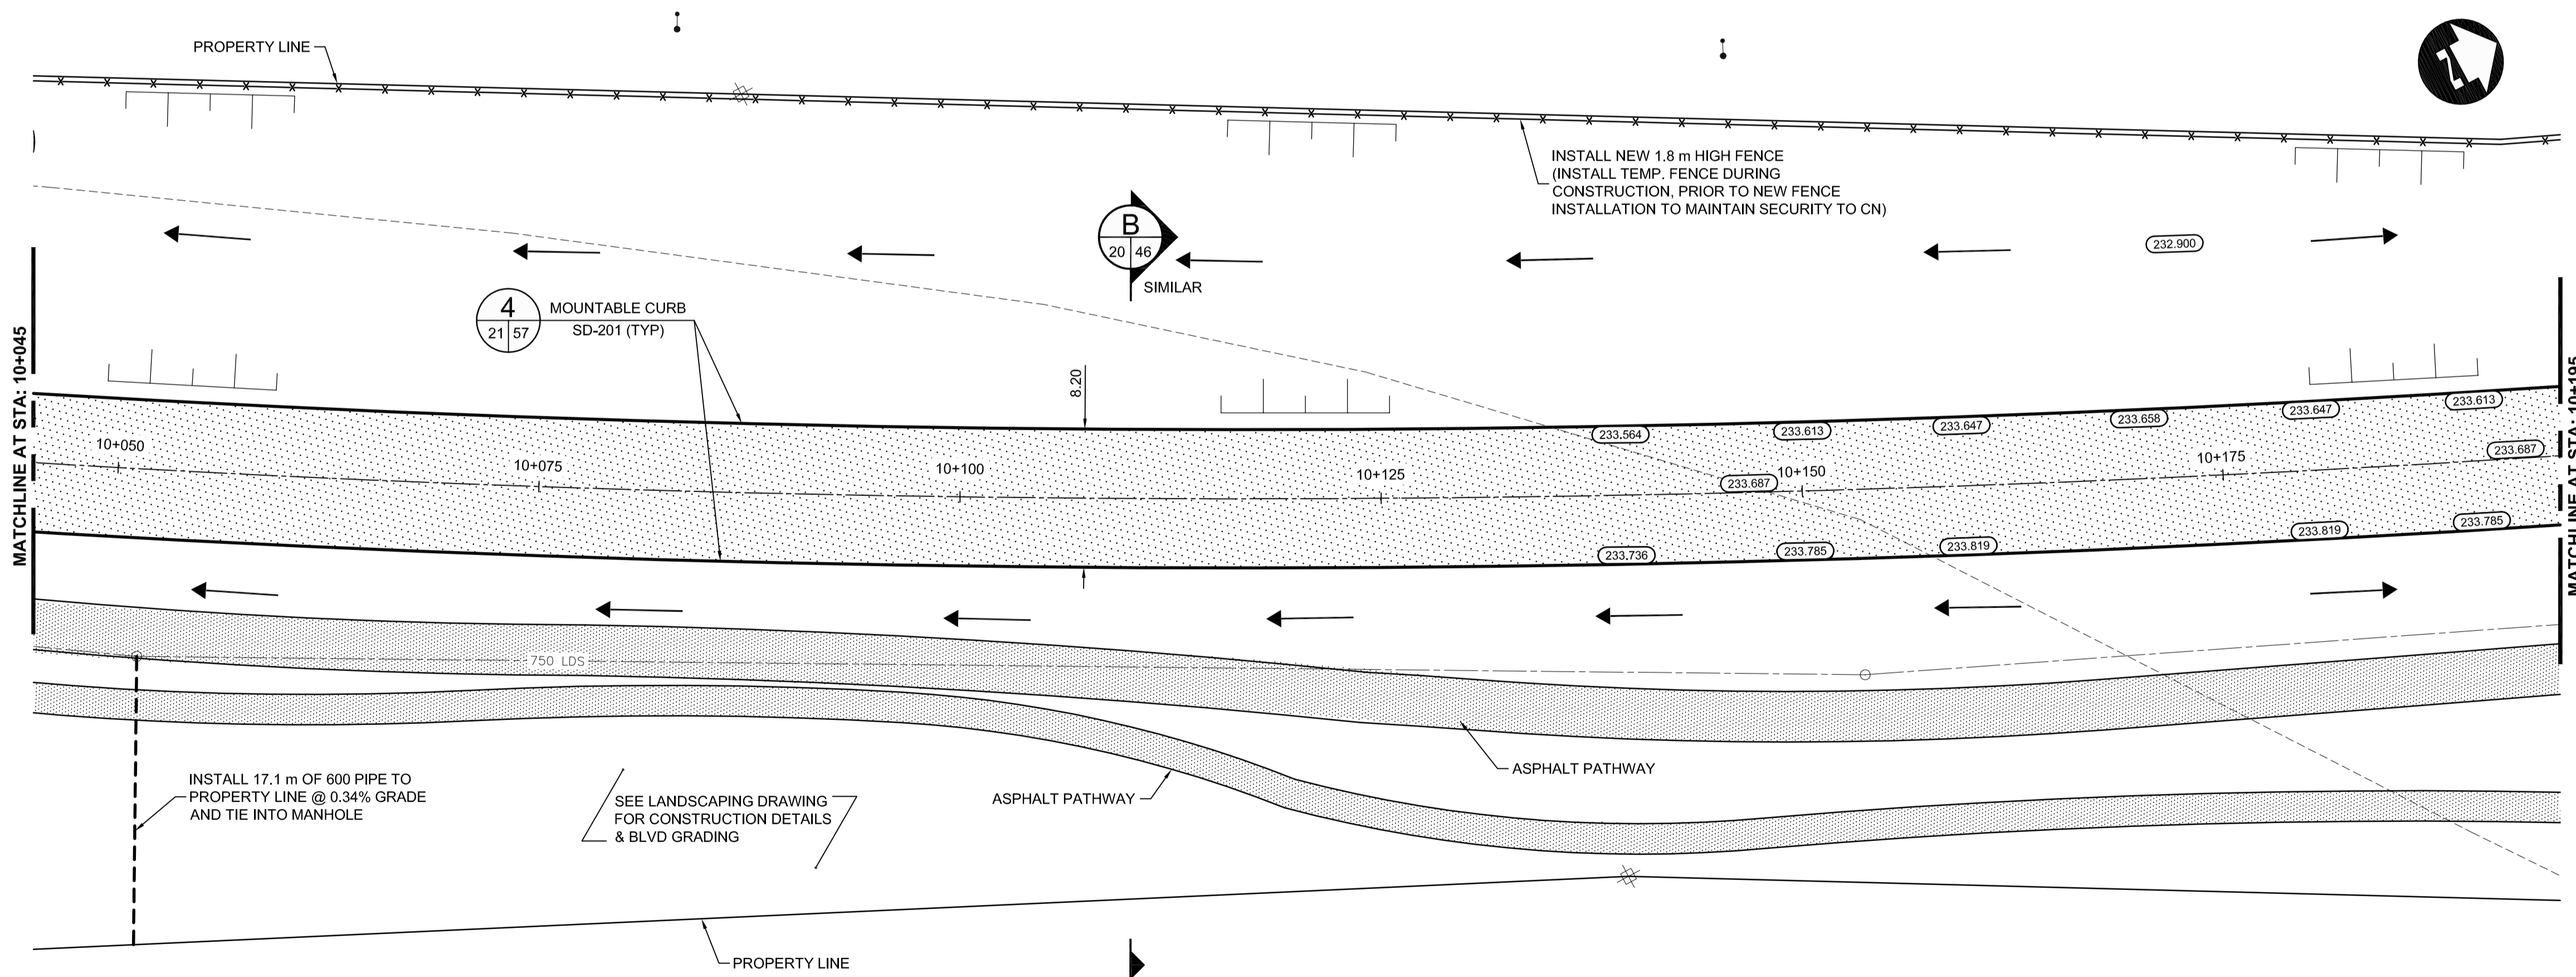 PROPERTY LINE
Z
INSTALL NEW 1.8 m HIGH FENCE
(INSTALL TEMP. FENCE DURING
CONSTRUCTION, PRIOR TO NEW FENCE
INSTALLATION TO MAINTAIN SECURITY TO CN)
B
20 46
SIMILAR
232.900
4
21 57
MOUNTABLE CURB
SD-201 (TYP)
8.20
MATCHLINE AT STA: 10+045
MATCHLINE AT STA: 10+195
233.564
233.613
233.647
233.658
233.647
233.613
10+050
10+075
10+100
10+125
10+150
10+175
233.687
233.687
233.736
233.785
233.819
233.819
233.785
750 LDS
INSTALL 17.1 m OF 600 PIPE TO
PROPERTY LINE @ 0.34% GRADE
AND TIE INTO MANHOLE
SEE LANDSCAPING DRAWING
FOR CONSTRUCTION DETAILS
& BLVD GRADING
ASPHALT PATHWAY
ASPHALT PATHWAY
PROPERTY LINE